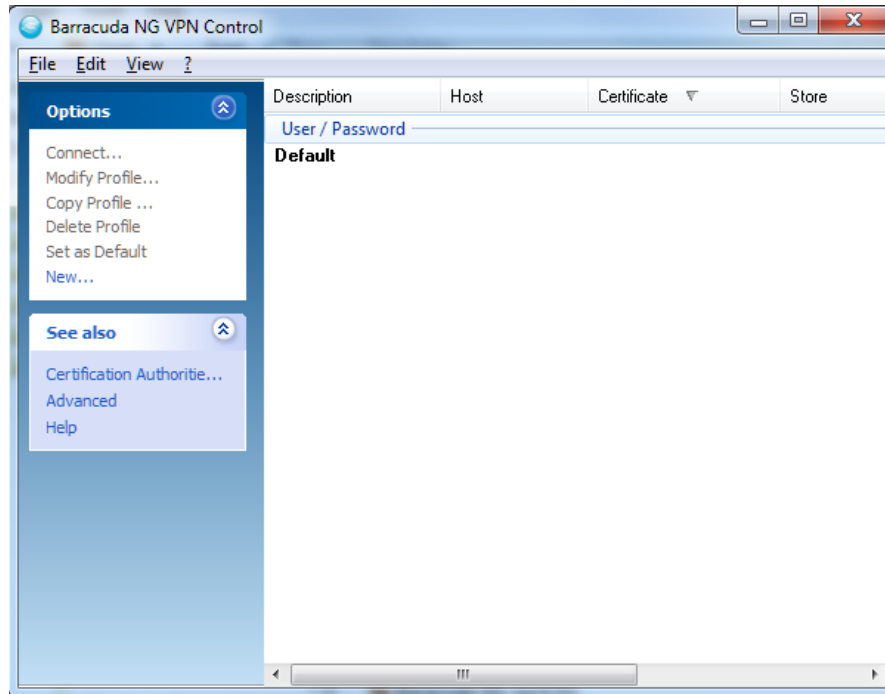 Barracuda NG VPN Control
File Edit View ?
Options
Connect...
Modify Profile...
Copy Profile ...
Delete Profile
Set as Default
New...
See also
Certification Authoritie...
Advanced
Help
Description Host Certificate Store
User / Password
Default